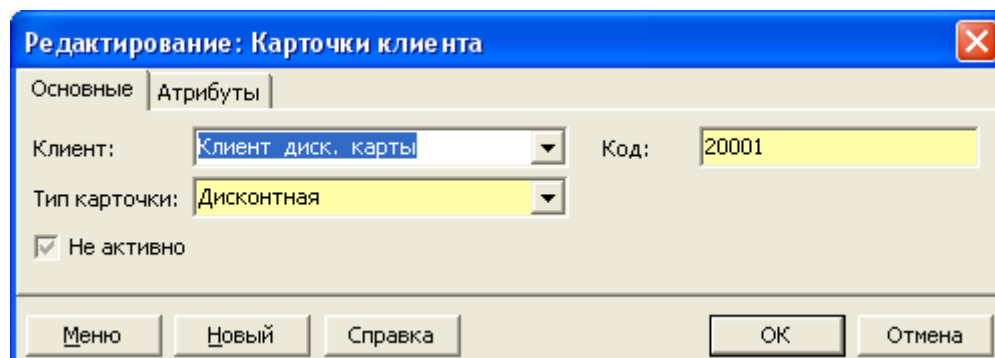 Редактирование: Карточки клиента
Основные Атрибуты
Клиент: Клиент диск. карты Код: 20001
Тип карточки: Дисконтная
Не активно
Меню Новый Справка OK Отмена